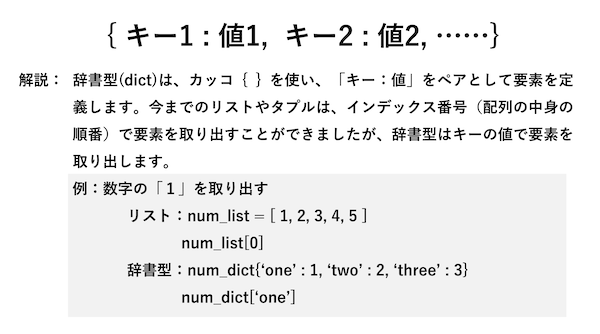 { キー1 : 値1,  キー2 : 値2, ……}
解説： 辞書型(dict)は、カッコ｛ ｝を使い、「キー：値」をペアとして要素を定
義します。今までのリストやタプルは、インデックス番号（配列の中身の
順番）で要素を取り出すことができましたが、辞書型はキーの値で要素を
取り出します。
例：数字の「１」を取り出す
リスト：num_list = [ 1, 2, 3, 4, 5 ]
num_list[0]
辞書型：num_dict{‘one’ : 1, ‘two’ : 2, ‘three’ : 3}
num_dict[‘one’]